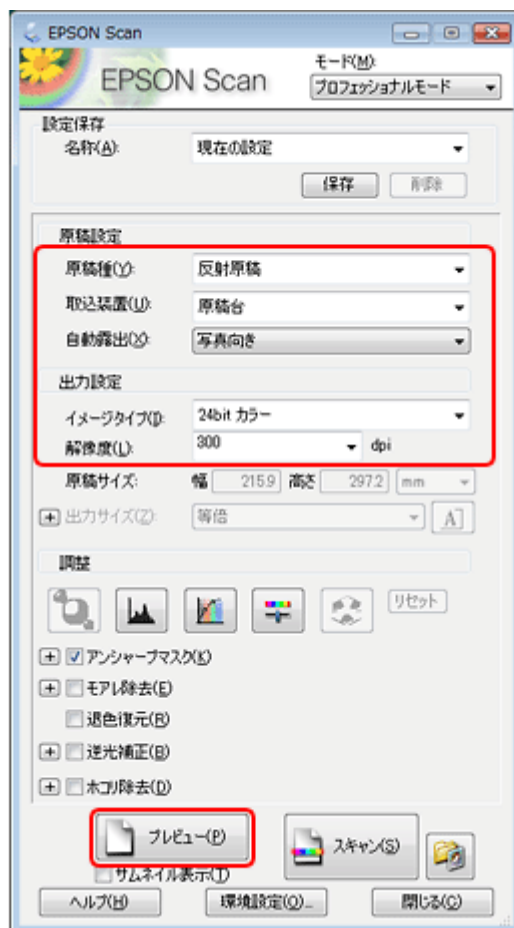 EPSON Scan
EPSON Scan
モード(M):
プロフェッショナルモード
設定保存
名称(A):
現在の設定
保存
削除
原稿設定
原稿種(Y):
反射原稿
取込装置(U):
原稿台
自動露出(X):
写真向き
出力設定
イメージタイプ(I):
24bit カラー
解像度(L):
300
dpi
原稿サイズ:
幅 215.9 高さ 297.2 mm
出力サイズ(Z):
等倍
A
調整
リセット
アンシャープマスク(K)
モアレ除去(E)
退色復元(R)
逆光補正(B)
ホコリ除去(D)
プレビュー(P)
スキャン(S)
サムネイル表示(T)
ヘルプ(H)
環境設定(O)...
閉じる(C)